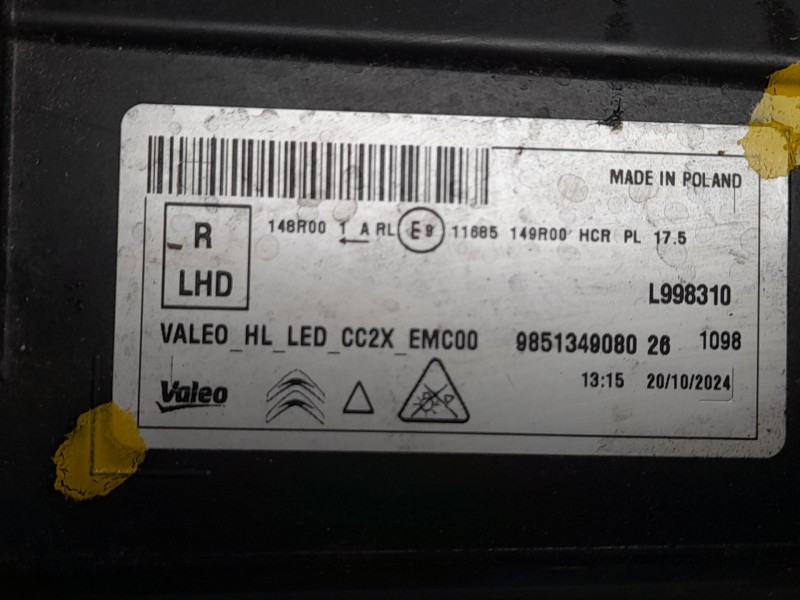 MADE IN POLAND
R
LHD
148R00 1 A RL E9 11685 149R00 HCR PL 17.5
L998310
VALEO_HL_LED_CC2X_EMC00 9851349080 26 1098
13:15 20/10/2024
Valeo